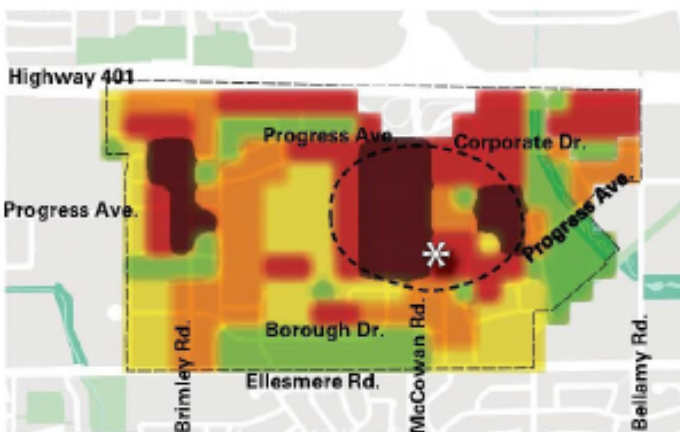 Highway 401
Progress Ave.
Corporate Dr.
Progress Ave.
Progress Ave.
Borough Dr.
Ellesmere Rd.
Brimley Rd.
McCowan Rd.
Bellamy Rd.